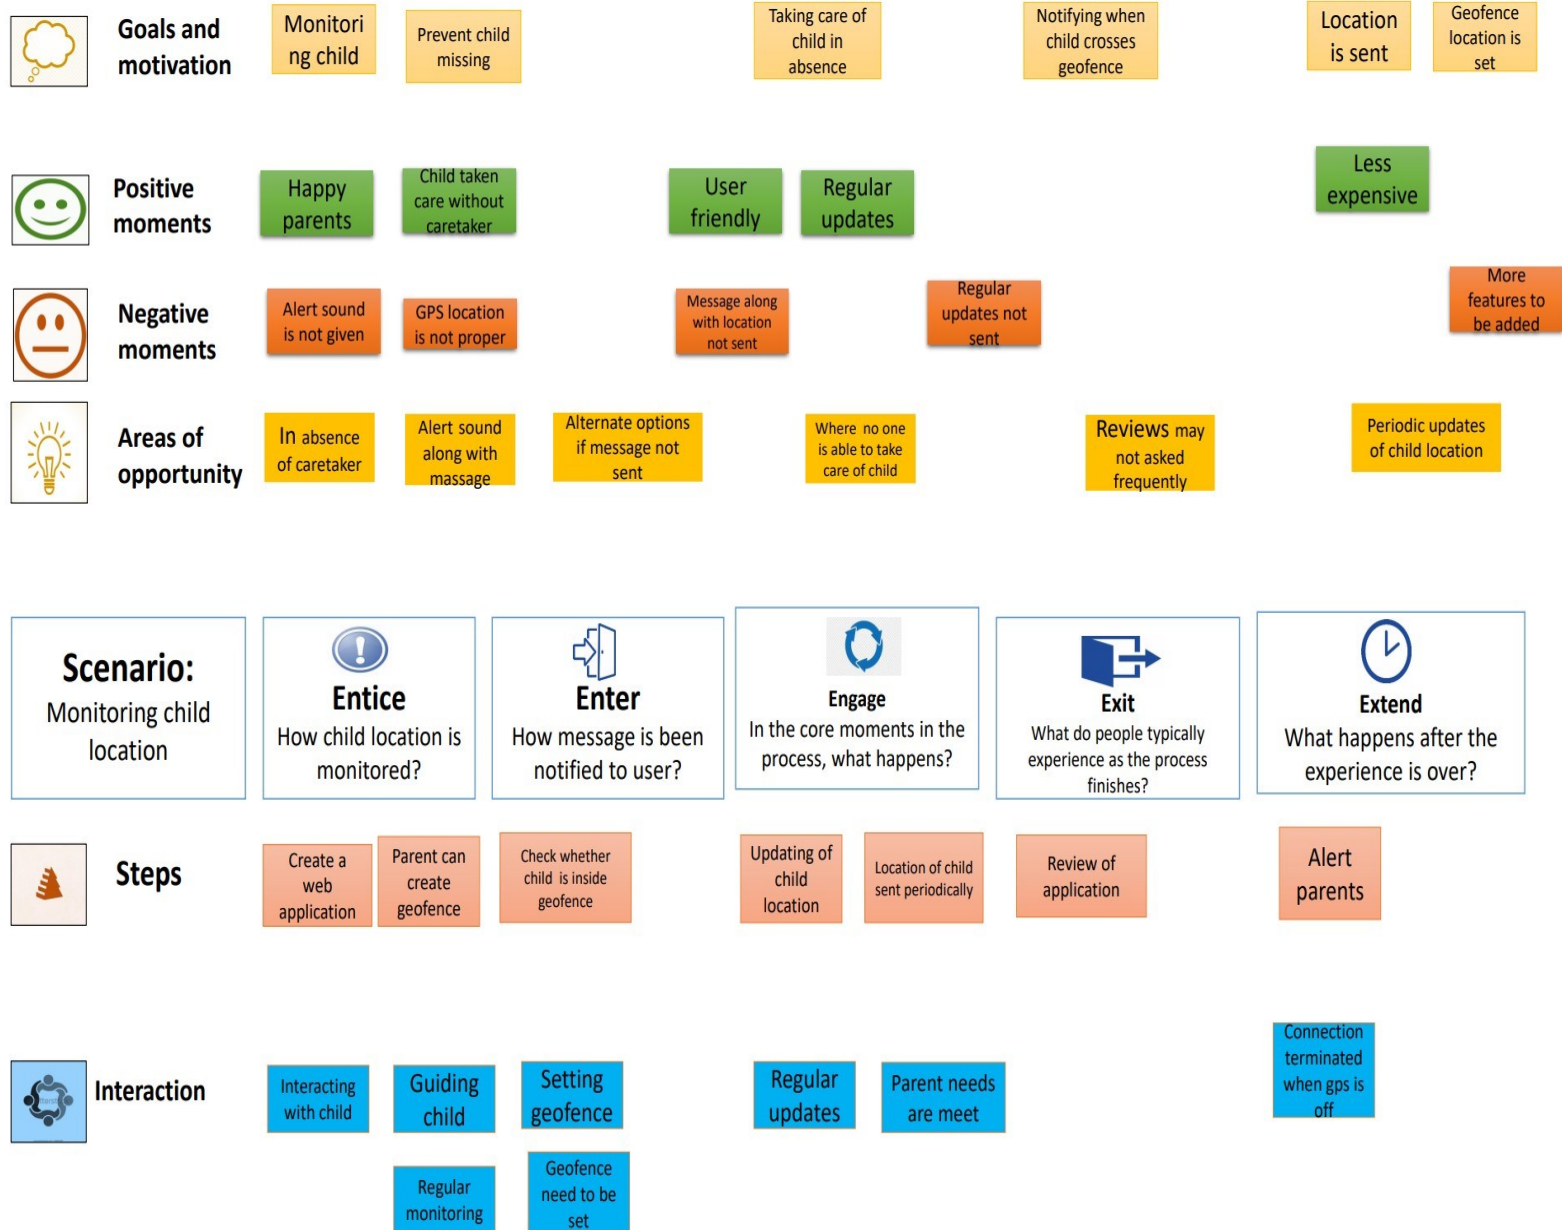 Goals and
motivation
Monitori
ng child
Prevent child
missing
Taking care of
child in
absence
Notifying when
child crosses
geofence
Location
is sent
Geofence
location is
set
Positive
moments
Happy
parents
Child taken
care without
caretaker
User
friendly
Regular
updates
Less
expensive
Negative
moments
Alert sound
is not given
GPS location
is not proper
Message along
with location
not sent
Regular
updates not
sent
More
features to
be added
Areas of
opportunity
In absence
of caretaker
Alert sound
along with
massage
Alternate options
if message not
sent
Where no one
is able to take
care of child
Reviews may
not asked
frequently
Periodic updates
of child location
Scenario:
Monitoring child
location
Entice
How child location is
monitored?
Enter
How message is been
notified to user?
Engage
In the core moments in the
process, what happens?
Exit
What do people typically
experience as the process
finishes?
Extend
What happens after the
experience is over?
Steps
Create a
web
application
Parent can
create
geofence
Check whether
child is inside
geofence
Updating of
child
location
Location of child
sent periodically
Review of
application
Alert
parents
Interaction
Interacting
with child
Guiding
child
Setting
geofence
Regular
updates
Parent needs
are meet
Connection
terminated
when gps is
off
Regular
monitoring
Geofence
need to be
set